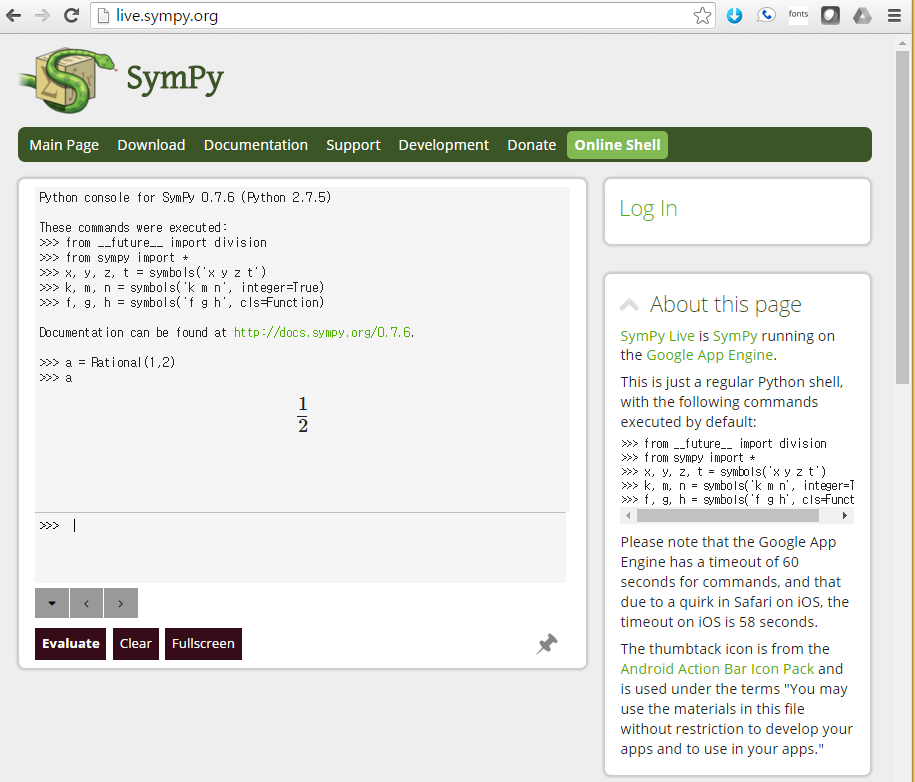 live.sympy.org
fonts
SymPy
Main Page Download Documentation Support Development Donate Online Shell
Python console for SymPy 0.7.6 (Python 2.7.5)
These commands were executed:
>>> from __future__ import division
>>> from sympy import *
>>> x, y, z, t = symbols('x y z t')
>>> k, m, n = symbols('k m n', integer=True)
>>> f, g, h = symbols('f g h', cls=Function)
Documentation can be found at http://docs.sympy.org/0.7.6.
>>> a = Rational(1,2)
>>> a
1
2
>>>
Evaluate Clear Fullscreen
Log In
About this page
SymPy Live is SymPy running on
the Google App Engine.
This is just a regular Python shell,
with the following commands
executed by default:
>>> from __future__ import division
>>> from sympy import *
>>> x, y, z, t = symbols('x y z t')
>>> k, m, n = symbols('k m n', integer=T
>>> f, g, h = symbols('f g h', cls=Funct
Please note that the Google App
Engine has a timeout of 60
seconds for commands, and that
due to a quirk in Safari on iOS, the
timeout on iOS is 58 seconds.
The thumbtack icon is from the
Android Action Bar Icon Pack and
is used under the terms "You may
use the materials in this file
without restriction to develop your
apps and to use in your apps."